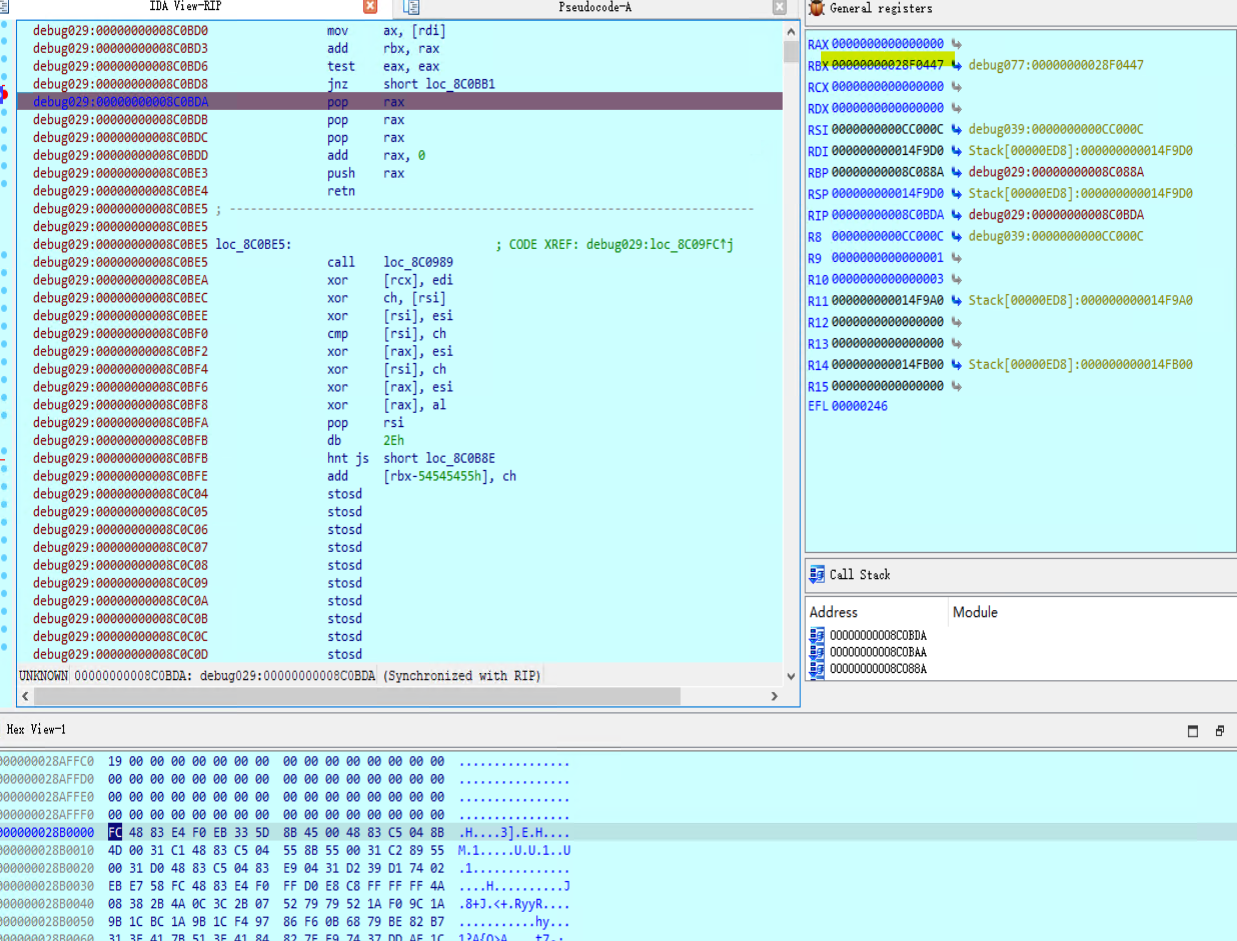 IDA View-RIP
Pseudocode-A
General registers
debug029:00000000008C0BD0 mov ax, [rdi]
debug029:00000000008C0BD3 add rbx, rax
debug029:00000000008C0BD6 test eax, eax
debug029:00000000008C0BD8 jnz short loc_8C0BB1
debug029:00000000008C0BDA pop rax
debug029:00000000008C0BDB pop rax
debug029:00000000008C0BDC pop rax
debug029:00000000008C0BDD add rax, 0
debug029:00000000008C0BE3 push rax
debug029:00000000008C0BE4 retn
debug029:00000000008C0BE5 ; ---------------------------------------------------------------------------
debug029:00000000008C0BE5
debug029:00000000008C0BE5 loc_8C0BE5: ; CODE XREF: debug029:loc_8C09FC↑j
debug029:00000000008C0BE5 call loc_8C0989
debug029:00000000008C0BEA xor [rcx], edi
debug029:00000000008C0BEC xor ch, [rsi]
debug029:00000000008C0BEE xor [rsi], esi
debug029:00000000008C0BF0 cmp [rsi], ch
debug029:00000000008C0BF2 xor [rax], esi
debug029:00000000008C0BF4 xor [rsi], ch
debug029:00000000008C0BF6 xor [rax], esi
debug029:00000000008C0BF8 xor [rax], al
debug029:00000000008C0BFA pop rsi
debug029:00000000008C0BFB db 2Eh
debug029:00000000008C0BFB hnt js short loc_8C0B8E
debug029:00000000008C0BFE add [rbx-54545455h], ch
debug029:00000000008C0C04 stosd
debug029:00000000008C0C05 stosd
debug029:00000000008C0C06 stosd
debug029:00000000008C0C07 stosd
debug029:00000000008C0C08 stosd
debug029:00000000008C0C09 stosd
debug029:00000000008C0C0A stosd
debug029:00000000008C0C0B stosd
debug029:00000000008C0C0C stosd
debug029:00000000008C0C0D stosd
UNKNOWN 00000000008C0BDA: debug029:00000000008C0BDA (Synchronized with RIP)
RAX 0000000000000000
RBX 00000000028F0447 debug077:00000000028F0447
RCX 0000000000000000
RDX 0000000000000000
RSI 0000000000CC000C debug039:0000000000CC000C
RDI 000000000014F9D0 Stack[00000ED8]:000000000014F9D0
RBP 00000000008C088A debug029:00000000008C088A
RSP 000000000014F9D0 Stack[00000ED8]:000000000014F9D0
RIP 00000000008C0BDA debug029:00000000008C0BDA
R8 0000000000CC000C debug039:0000000000CC000C
R9 0000000000000001
R10 0000000000000003
R11 000000000014F9A0 Stack[00000ED8]:000000000014F9A0
R12 0000000000000000
R13 0000000000000000
R14 000000000014FB00 Stack[00000ED8]:000000000014FB00
R15 0000000000000000
EFL 00000246
Call Stack
Address Module
00000000008C0BDA
00000000008C0BAA
00000000008C088A
Hex View-1
000000028AFFC0 19 00 00 00 00 00 00 00 00 00 00 00 00 00 00 00 ................
000000028AFFD0 00 00 00 00 00 00 00 00 00 00 00 00 00 00 00 00 ................
000000028AFFE0 00 00 00 00 00 00 00 00 00 00 00 00 00 00 00 00 ................
000000028AFFF0 00 00 00 00 00 00 00 00 00 00 00 00 00 00 00 00 ................
000000028B0000 FC 48 83 E4 F0 EB 33 5D 8B 45 00 48 83 C5 04 8B .H....3].E.H....
000000028B0010 4D 00 31 C1 48 83 C5 04 55 8B 55 00 31 C2 89 55 M.1.....U.U.1..U
000000028B0020 00 31 D0 48 83 C5 04 83 E9 04 31 D2 39 D1 74 02 .1..............
000000028B0030 EB E7 58 FC 48 83 E4 F0 FF D0 E8 C8 FF FF FF 4A ....H..........J
000000028B0040 08 38 2B 4A 0C 3C 2B 07 52 79 79 52 1A F0 9C 1A .8+J.<+.RyyR....
000000028B0050 9B 1C BC 1A 9B 1C F4 97 86 F6 0B 68 79 BE 82 B7 ...........hy...